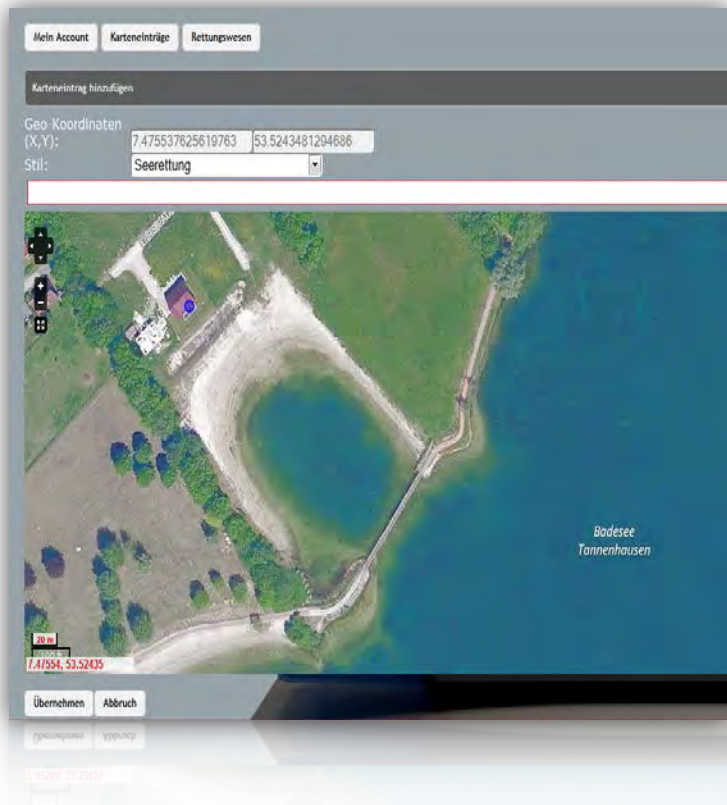 Mein Account Karteneinträge Rettungswesen
Karteneintrag hinzufügen
Geo-Koordinaten
(X,Y): 7.475537625619763 53.5243481294686
Stil: Seerettung
Badesee
Tannenhausen
20 m
7.47554, 53.52435
Übernehmen Abbruch